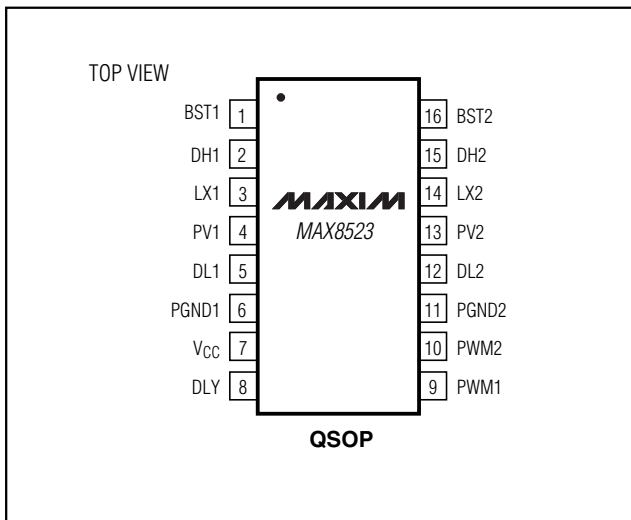 TOP VIEW
BST1 1 16 BST2
DH1 2 15 DH2
LX1 3 14 LX2
MAXIM
PV1 4 MAX8523 13 PV2
DL1 5 12 DL2
PGND1 6 11 PGND2
VCC 7 10 PWM2
DLY 8 9 PWM1
QSOP